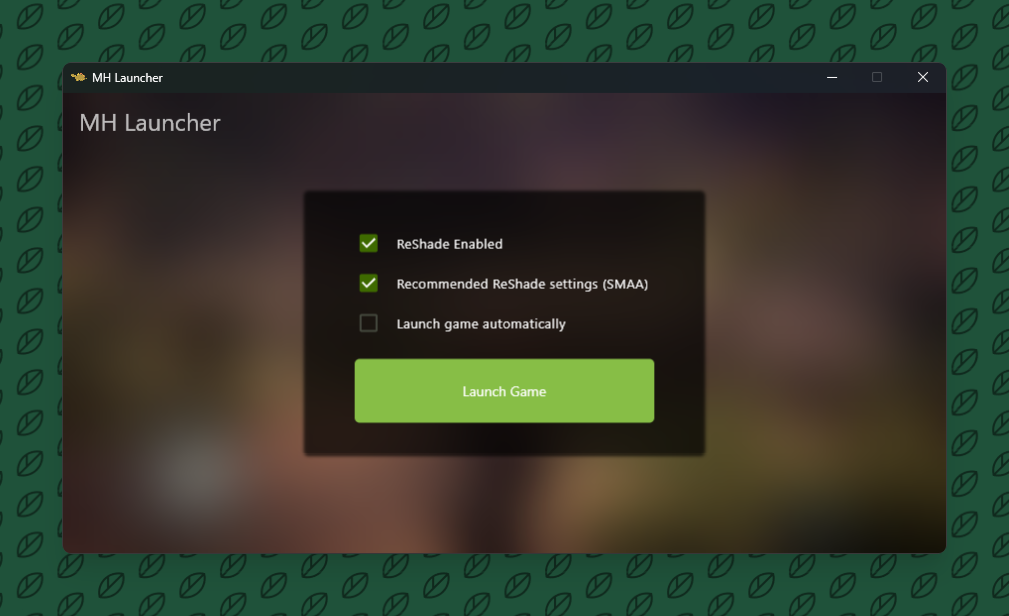 MH Launcher
MH Launcher
ReShade Enabled
Recommended ReShade settings (SMAA)
Launch game automatically
Launch Game